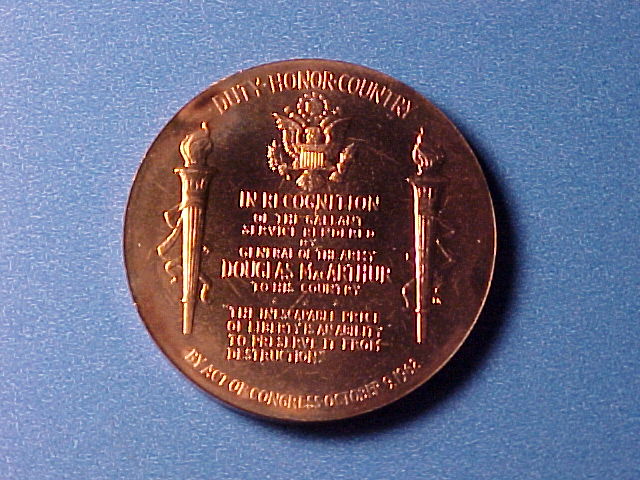 DUTY·HONOR·COUNTRY
IN RECOGNITION
OF THE GALLANT
SERVICE RENDERED
BY
GENERAL OF THE ARMY
DOUGLAS MacARTHUR
TO HIS COUNTRY
"THE INESCAPABLE PRICE
OF LIBERTY IS AN ABILITY
TO PRESERVE IT FROM
DESTRUCTION"
BY ACT OF CONGRESS OCTOBER 9, 1962